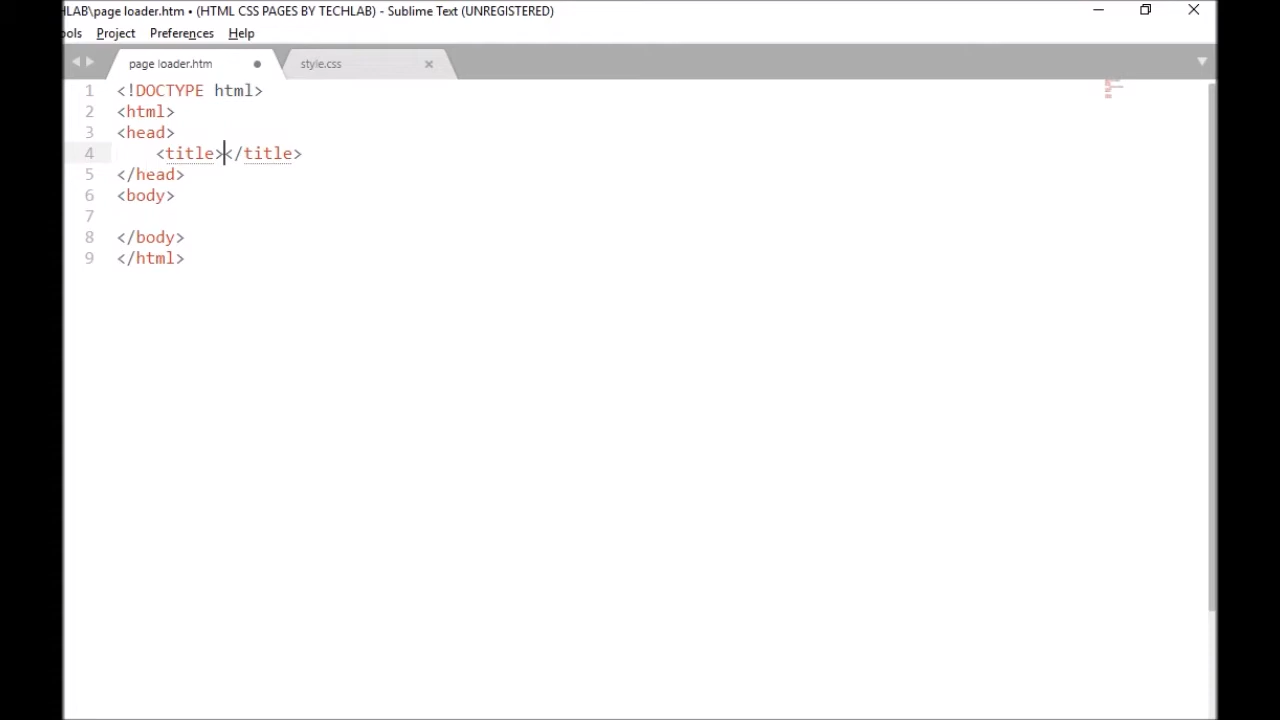 HLAB\page loader.htm • (HTML CSS PAGES BY TECHLAB) - Sublime Text (UNREGISTERED)
ols Project Preferences Help
page loader.htm style.css
1 <!DOCTYPE html>
2 <html>
3 <head>
4 <title></title>
5 </head>
6 <body>
7
8 </body>
9 </html>